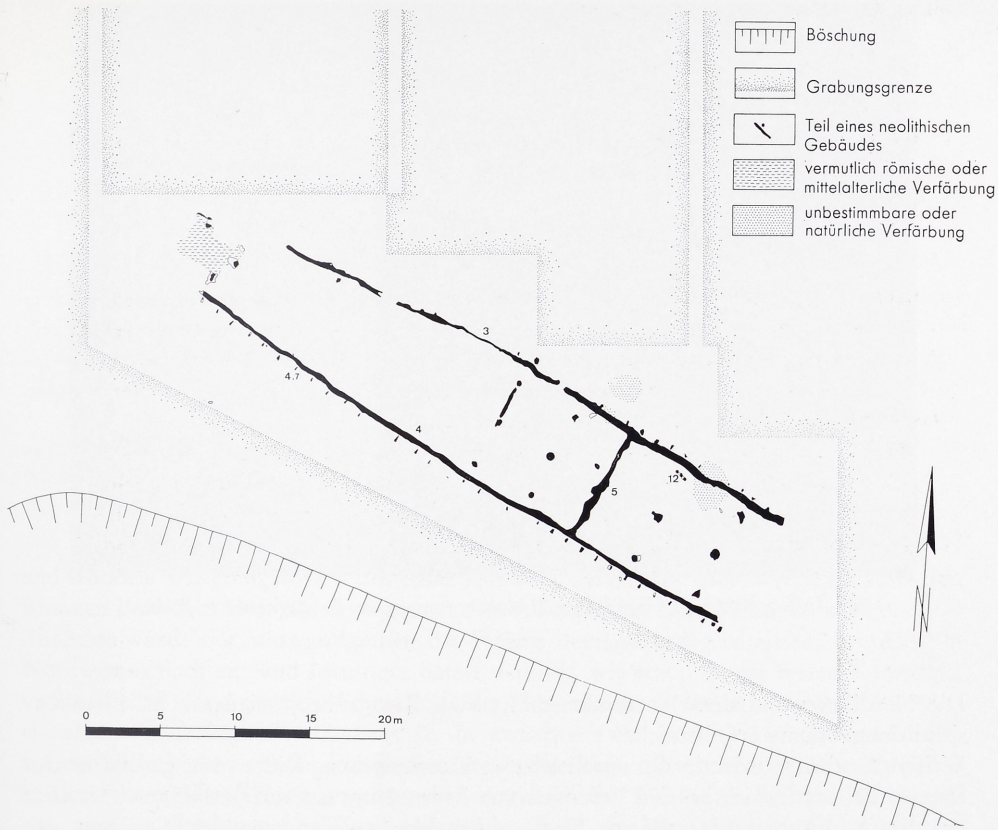 Böschung
Grabungsgrenze
Teil eines neolithischen
Gebäudes
vermutlich römische oder
mittelalterliche Verfärbung
unbestimmbare oder
natürliche Verfärbung
3
4.7
4
5
12
N
0 5 10 15 20 m